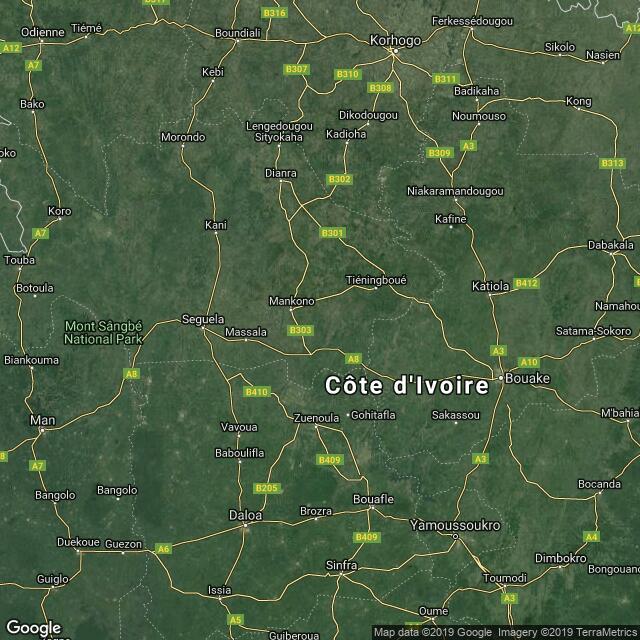 B317
B316
Ferkessédougou
Odienne
Tiémé
Boundiali
Korhogo
A12
A12
Sikolo
Nasien
A7
Kebi
B307
B310
B311
B308
Badikaha
Bako
Kong
Dikodougou
Noumouso
Lengedougou
Sityokaha
Kadioha
Morondo
A3
B309
B313
Dianra
B302
Niakaramandougou
Koro
Kafine
Kani
A7
B301
Dabakala
Touba
Tiéningboué
Katiola
B412
Botoula
Mankono
Namahou
Seguela
Mont Sângbé
National Park
Massala
B303
Satama-Sokoro
A3
Biankouma
A8
A10
A8
Côte d'Ivoire
Bouake
B410
Man
Zuenoula
Gohitafla
Sakassou
M'bahia
Vavoua
Baboulifla
B409
A3
A7
Bangolo
Bangolo
B205
Bouafle
Bocanda
Daloa
Brozra
Yamoussoukro
B409
A4
Duekoue
Guezon
A6
Dimbokro
Bongouano
Guiglo
Sinfra
Toumodi
Issia
A3
Oume
A5
Guiberoua
Google
Map data ©2019 Google Imagery ©2019 TerraMetrics